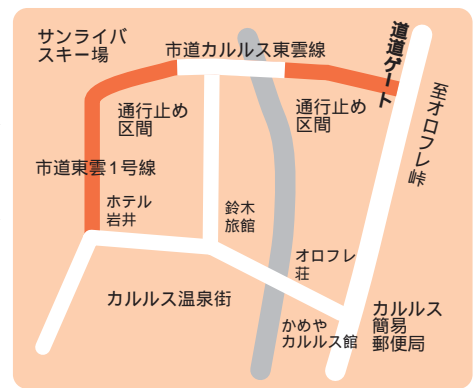 サンライバ
スキー場
市道カルルス東雲線
道道ゲート
至オロフレ峠
通行止め
区間
通行止め
区間
市道東雲1号線
ホテル
岩井
鈴木
旅館
オロフレ
荘
カルルス温泉街
かめや
カルルス館
カルルス
簡易
郵便局